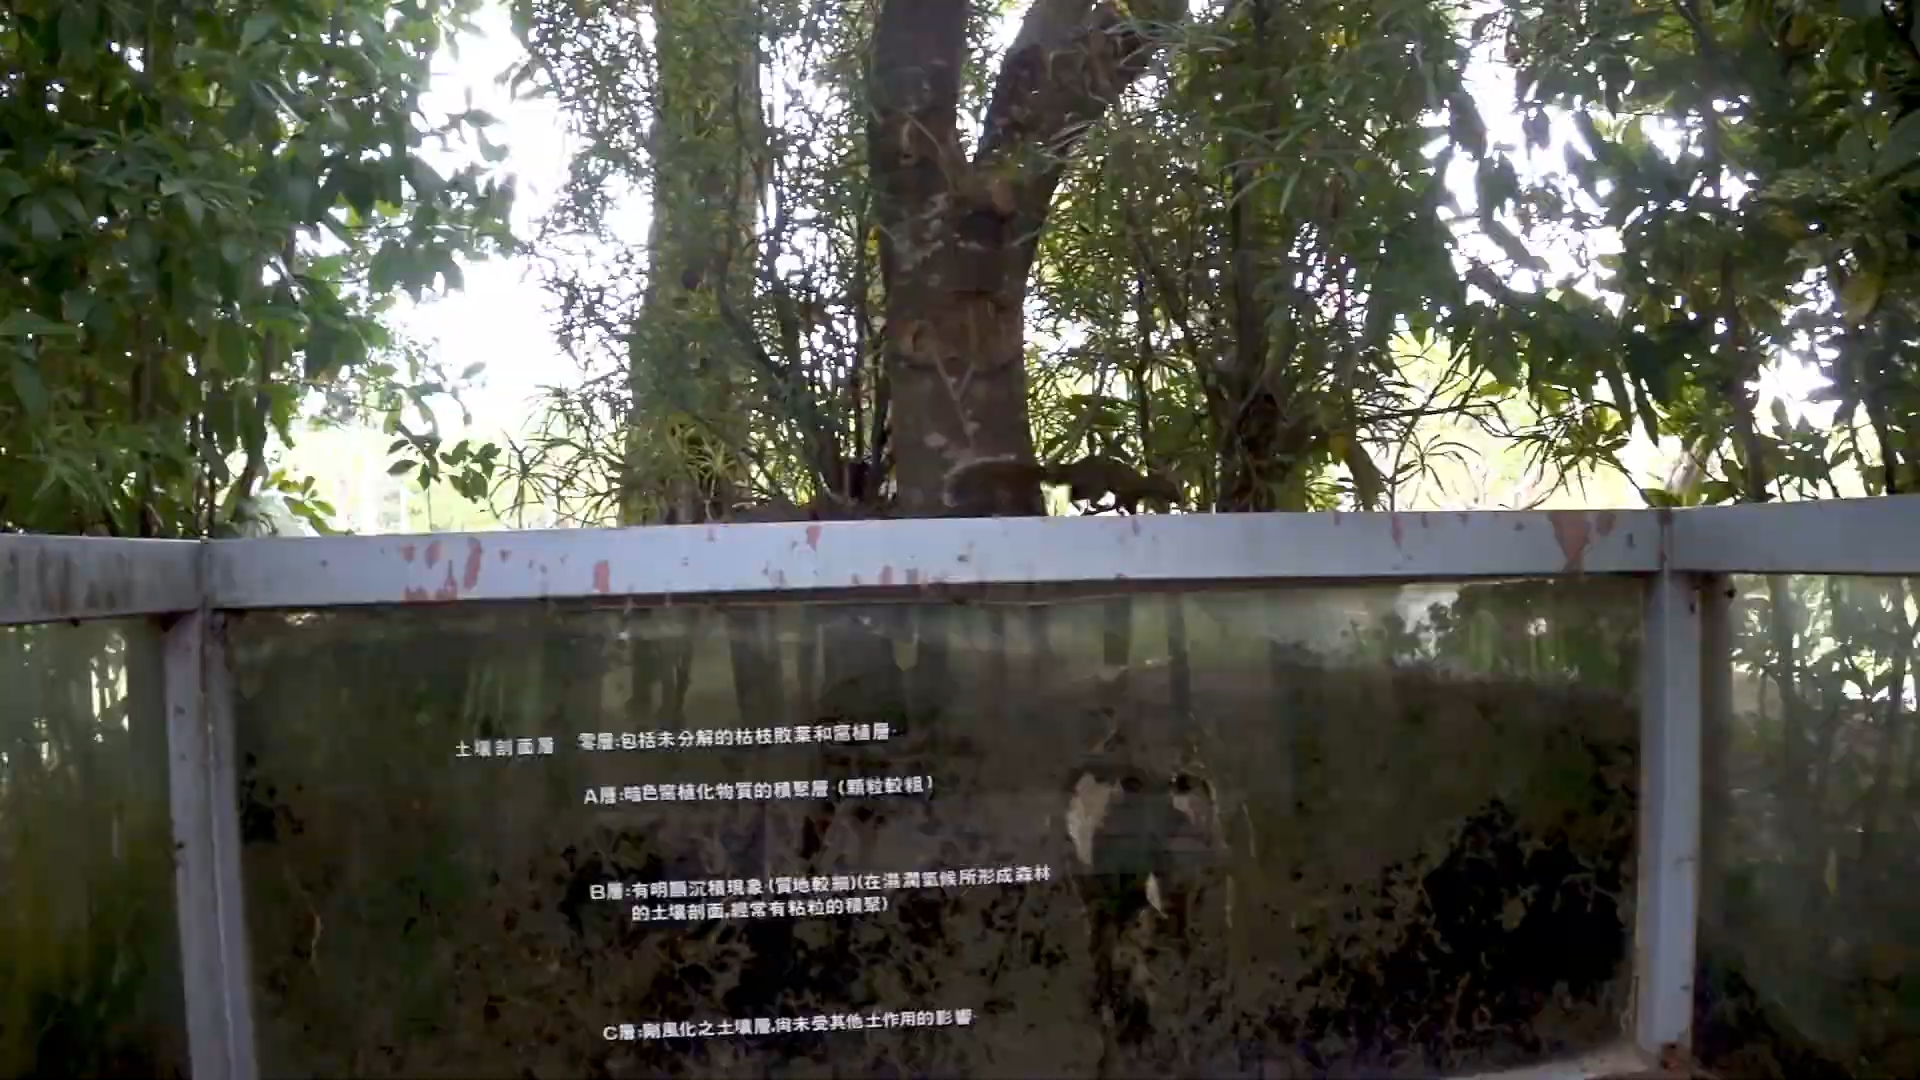 土壤剖面層 零層:包括未分解的枯枝敗葉和腐植層
A層:暗色腐植化物質的積聚層(顆粒較粗)
B層:有明顯沉積現象(質地較細)(在濕潤氣候所形成森林
的土壤剖面,經常有粘粒的積聚)
C層:剛風化之土壤層,尚未受其他土作用的影響